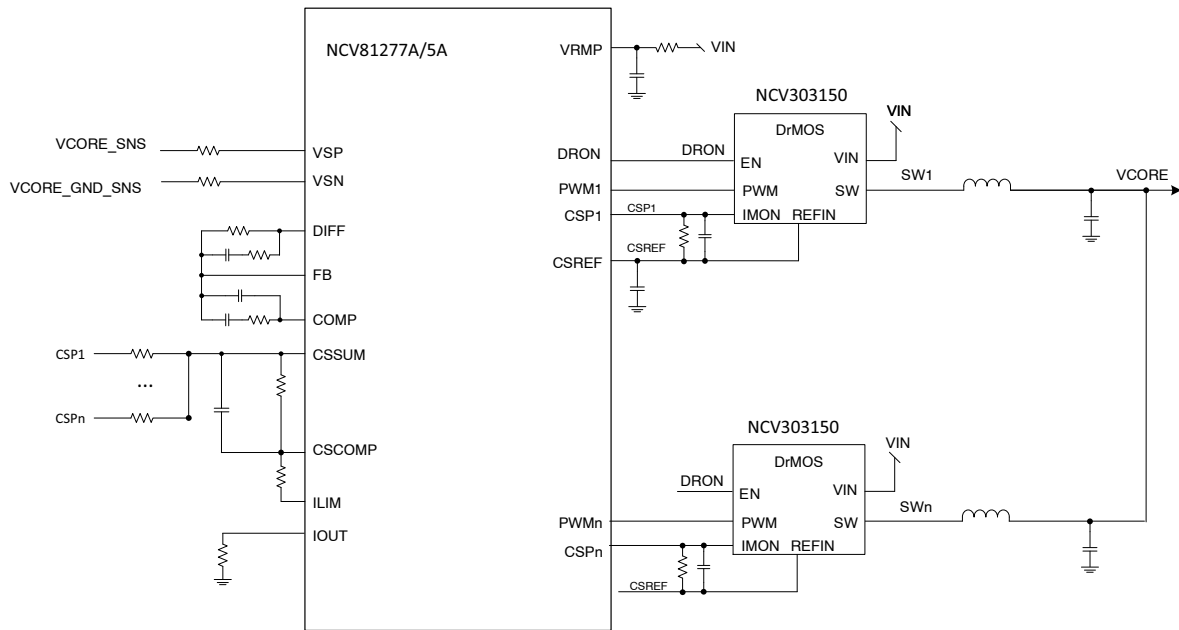 NCV81277A/5A
VRMP
VIN
NCV303150
DrMOS
VIN
VCORE_SNS
VSP
DRON
DRON
EN
VIN
VCORE_GND_SNS
VSN
PWM1
PWM
SW
SW1
VCORE
CSP1
CSP1
IMON
REFIN
DIFF
CSREF
CSREF
FB
COMP
CSP1
CSSUM
...
CSPn
NCV303150
CSCOMP
DrMOS
VIN
DRON
EN
VIN
ILIM
SWn
PWMn
PWM
SW
IOUT
CSPn
IMON
REFIN
CSREF